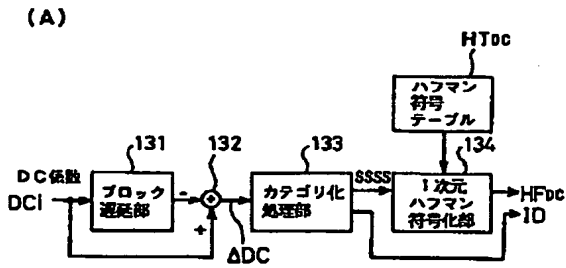 (A)
HTDC
ハフマン
符号
テーブル
131
132
133
134
DC係数
DCi
ブロック
遅延部
-
+
ΔDC
カテゴリ化
処理部
SSSS
1次元
ハフマン
符号化部
HFDC
ID